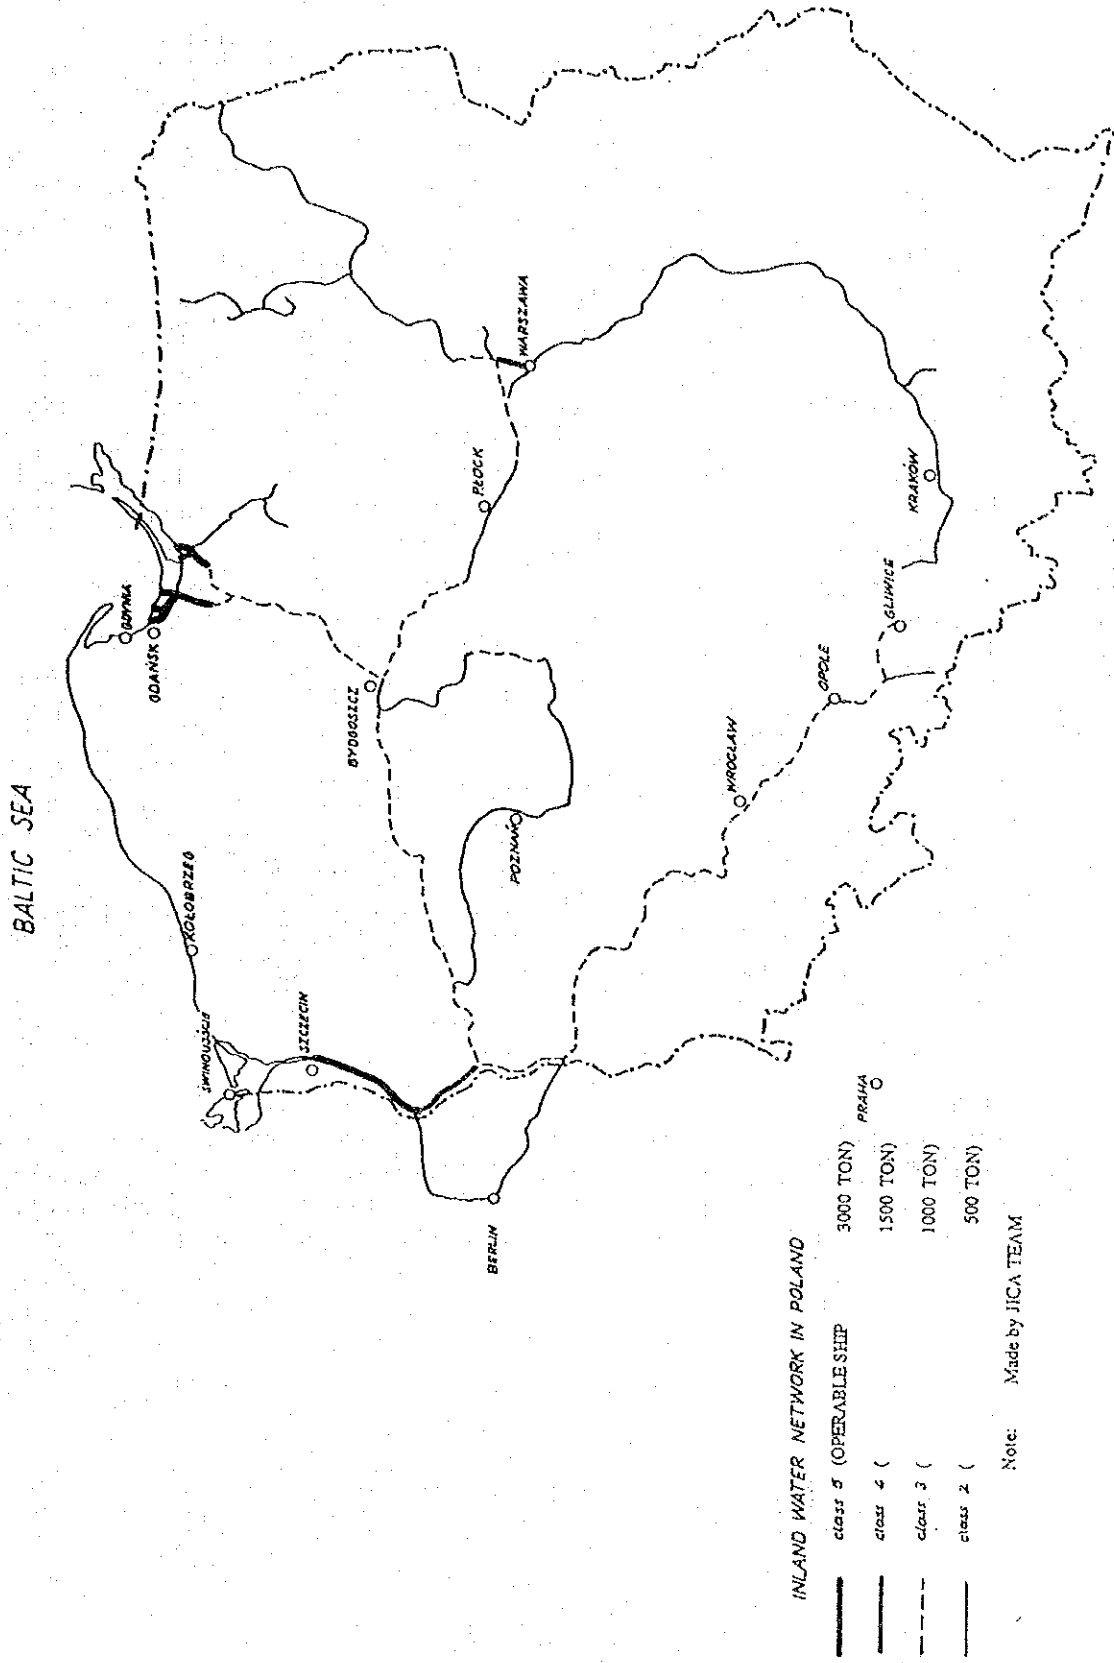 BALTIC SEA
GDYNIA
GDAŃSK
KOŁOBRZEG
ŚWINOUJŚCIE
SZCZECIN
BYDGOSZCZ
PŁOCK
WARSZAWA
POZNAŃ
BERLIN
WROCŁAW
OPOLE
GLIWICE
KRAKÓW
PRAHA
INLAND WATER NETWORK IN POLAND
class 5 (OPERABLE SHIP 3000 TON)
class 4 ( 1500 TON)
class 3 ( 1000 TON)
class 2 ( 500 TON)
Note: Made by JICA TEAM